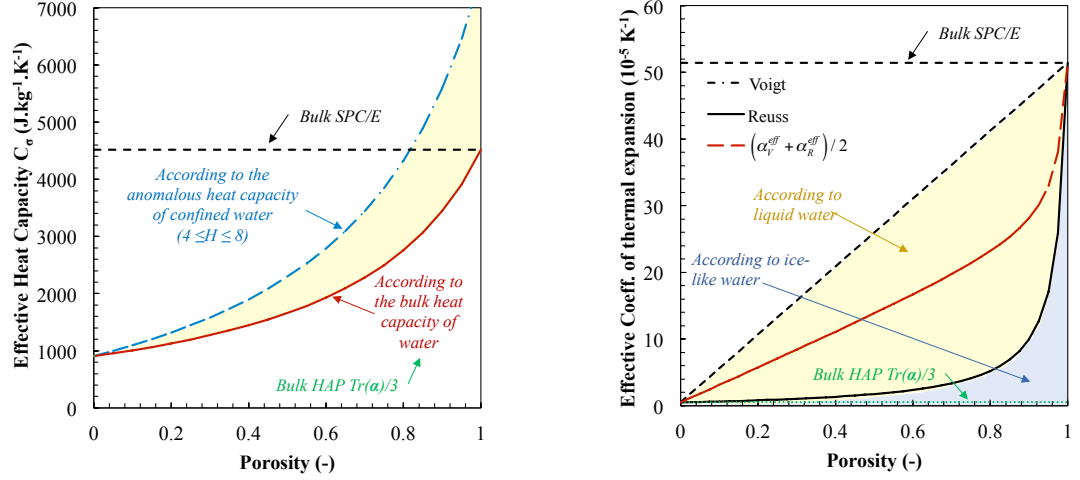 Effective Heat Capacity Cσ (J.kg-1.K-1)
7000
6000
5000
4000
3000
2000
1000
0
Bulk SPC/E
According to the
anomalous heat capacity
of confined water
(4 ≤H ≤ 8)
According to
the bulk heat
capacity of
water
Bulk HAP Tr(α)/3
0
0.2
0.4
0.6
0.8
1
Porosity (-)
Effective Coeff. of thermal expansion (10-5 K-1)
60
50
40
30
20
10
0
Bulk SPC/E
Voigt
Reuss
(α_V^eff + α_R^eff) / 2
According to
liquid water
According to ice-
like water
Bulk HAP Tr(α)/3
0
0.2
0.4
0.6
0.8
1
Porosity (-)